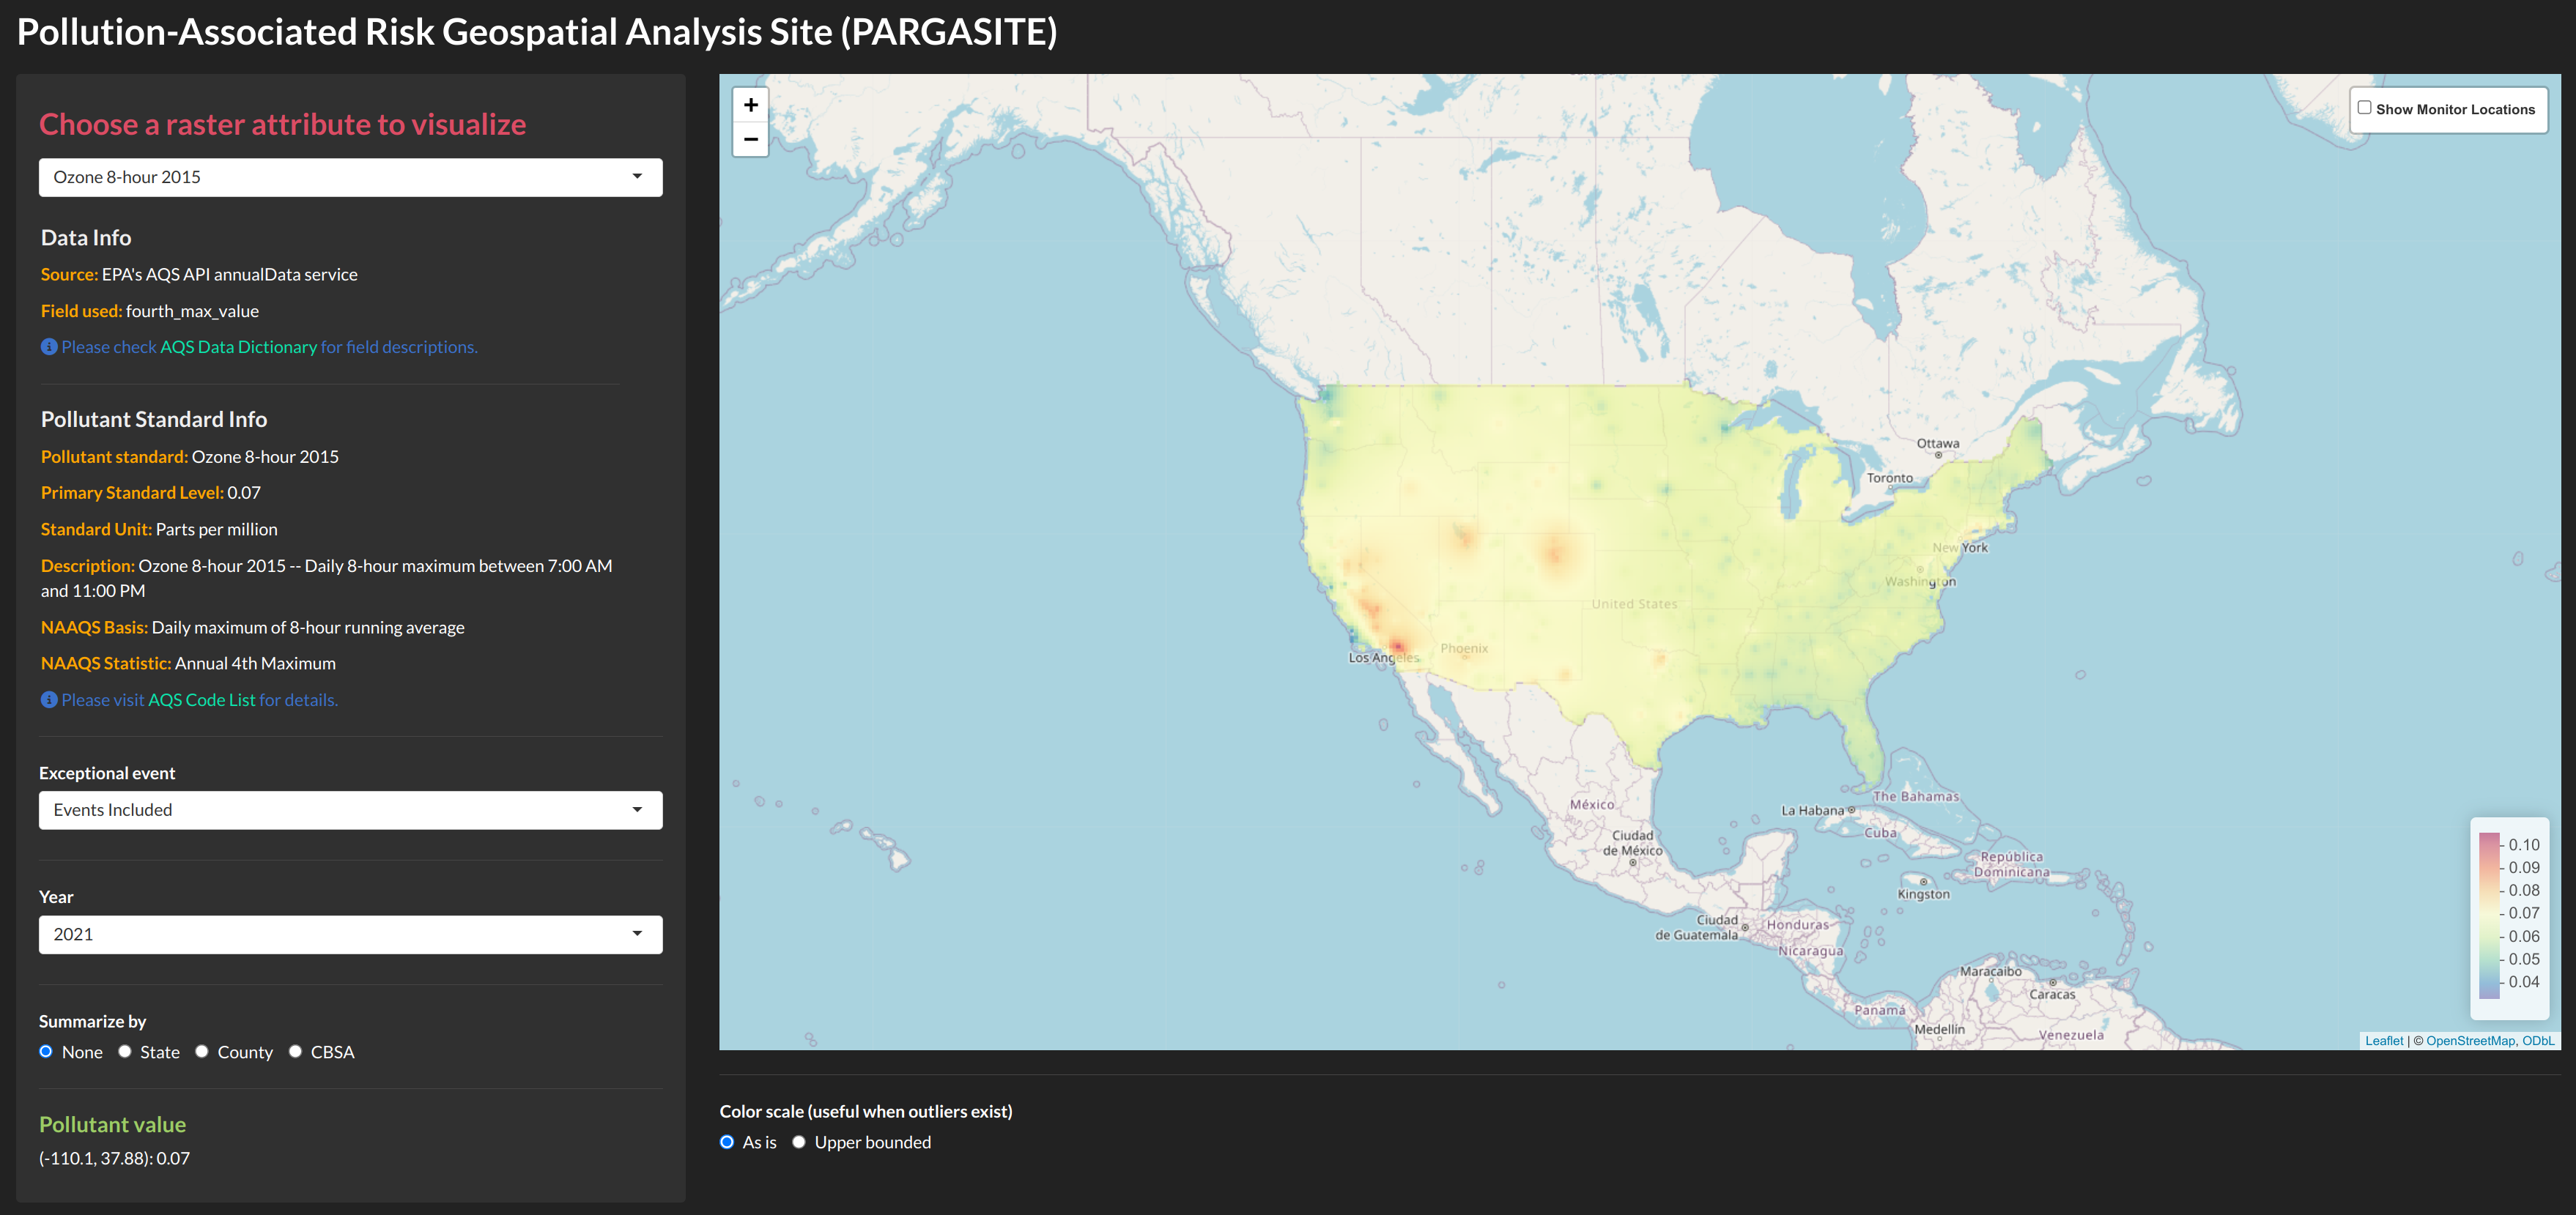 Pollution-Associated Risk Geospatial Analysis Site (PARGASITE)
Choose a raster attribute to visualize
Ozone 8-hour 2015
Data Info
Source: EPA's AQS API annualData service
Field used: fourth_max_value
Please check AQS Data Dictionary for field descriptions.
Pollutant Standard Info
Pollutant standard: Ozone 8-hour 2015
Primary Standard Level: 0.07
Standard Unit: Parts per million
Description: Ozone 8-hour 2015 -- Daily 8-hour maximum between 7:00 AM
and 11:00 PM
NAAQS Basis: Daily maximum of 8-hour running average
NAAQS Statistic: Annual 4th Maximum
Please visit AQS Code List for details.
Exceptional event
Events Included
Year
2021
Summarize by
None State County CBSA
Pollutant value
(-110.1, 37.88): 0.07
+
−
Show Monitor Locations
Ottawa
Toronto
New York
Washington
United States
Phoenix
Los Angeles
México
Ciudad
de México
La Habana
The Bahamas
Cuba
República
Dominicana
Kingston
Ciudad
de Guatemala
Honduras
Nicaragua
Maracaibo
Caracas
Panamá
Medellín
Venezuela
0.10
0.09
0.08
0.07
0.06
0.05
0.04
Leaflet | © OpenStreetMap, ODbL
Color scale (useful when outliers exist)
As is Upper bounded